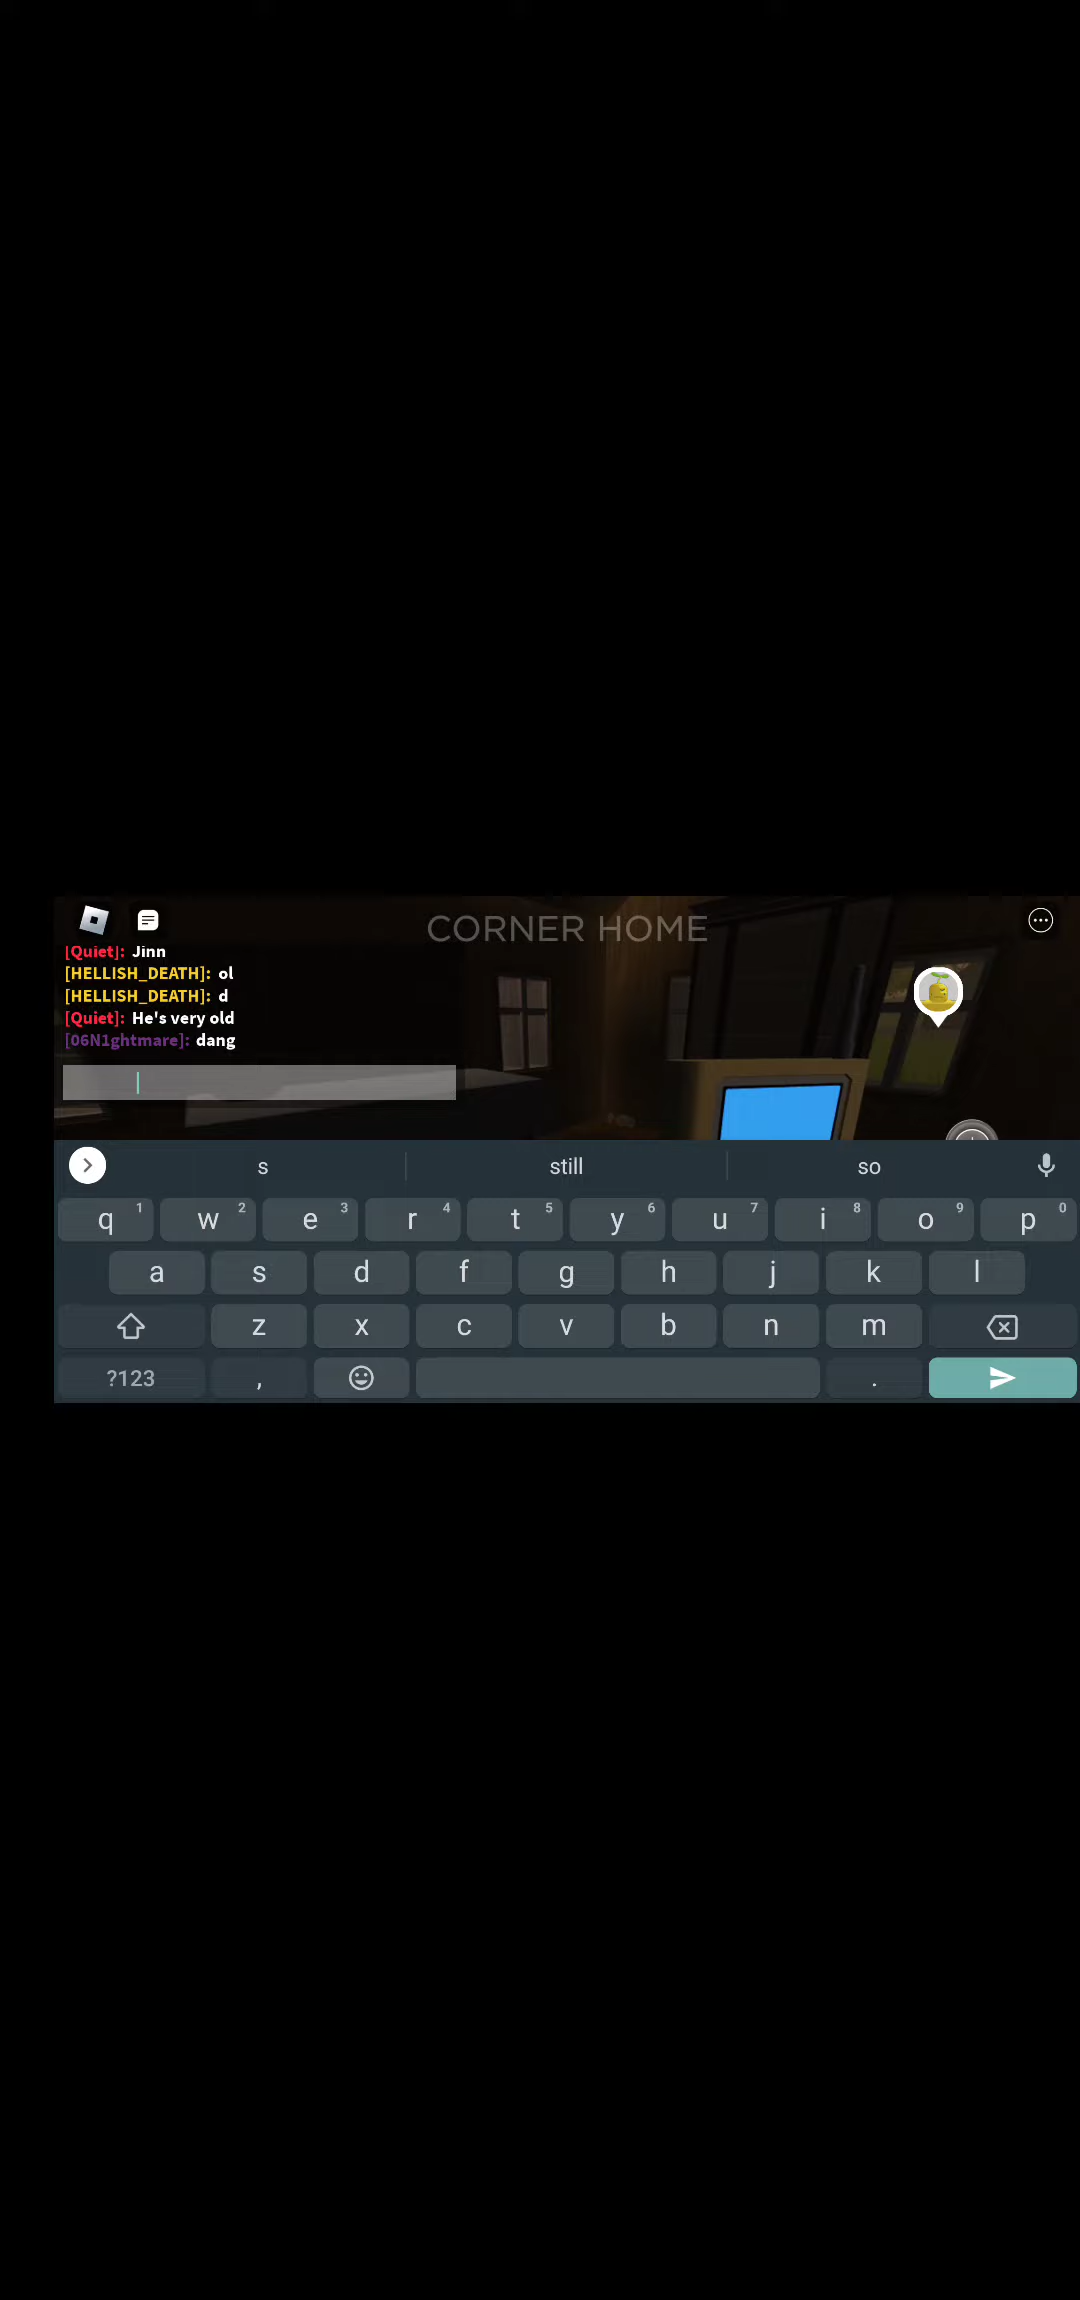 CORNER HOME
[Quiet]: Jinn
[HELLISH_DEATH]: ol
[HELLISH_DEATH]: d
[Quiet]: He's very old
[06N1ghtmare]: dang
s still so
q 1 w 2 e 3 r 4 t 5 y 6 u 7 i 8 o 9 p 0
a s d f g h j k l
z x c v b n m
?123 , .